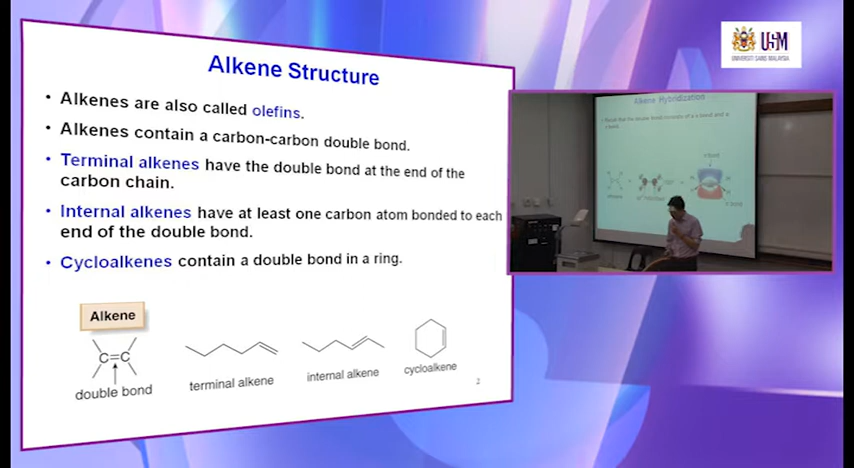 Alkene Structure
• Alkenes are also called olefins.
• Alkenes contain a carbon-carbon double bond.
• Terminal alkenes have the double bond at the end of the
carbon chain.
• Internal alkenes have at least one carbon atom bonded to each
end of the double bond.
• Cycloalkenes contain a double bond in a ring.
Alkene
C=C
double bond
terminal alkene
internal alkene
cycloalkene
2
USM
UNIVERSITI SAINS MALAYSIA
Alkene Hybridization